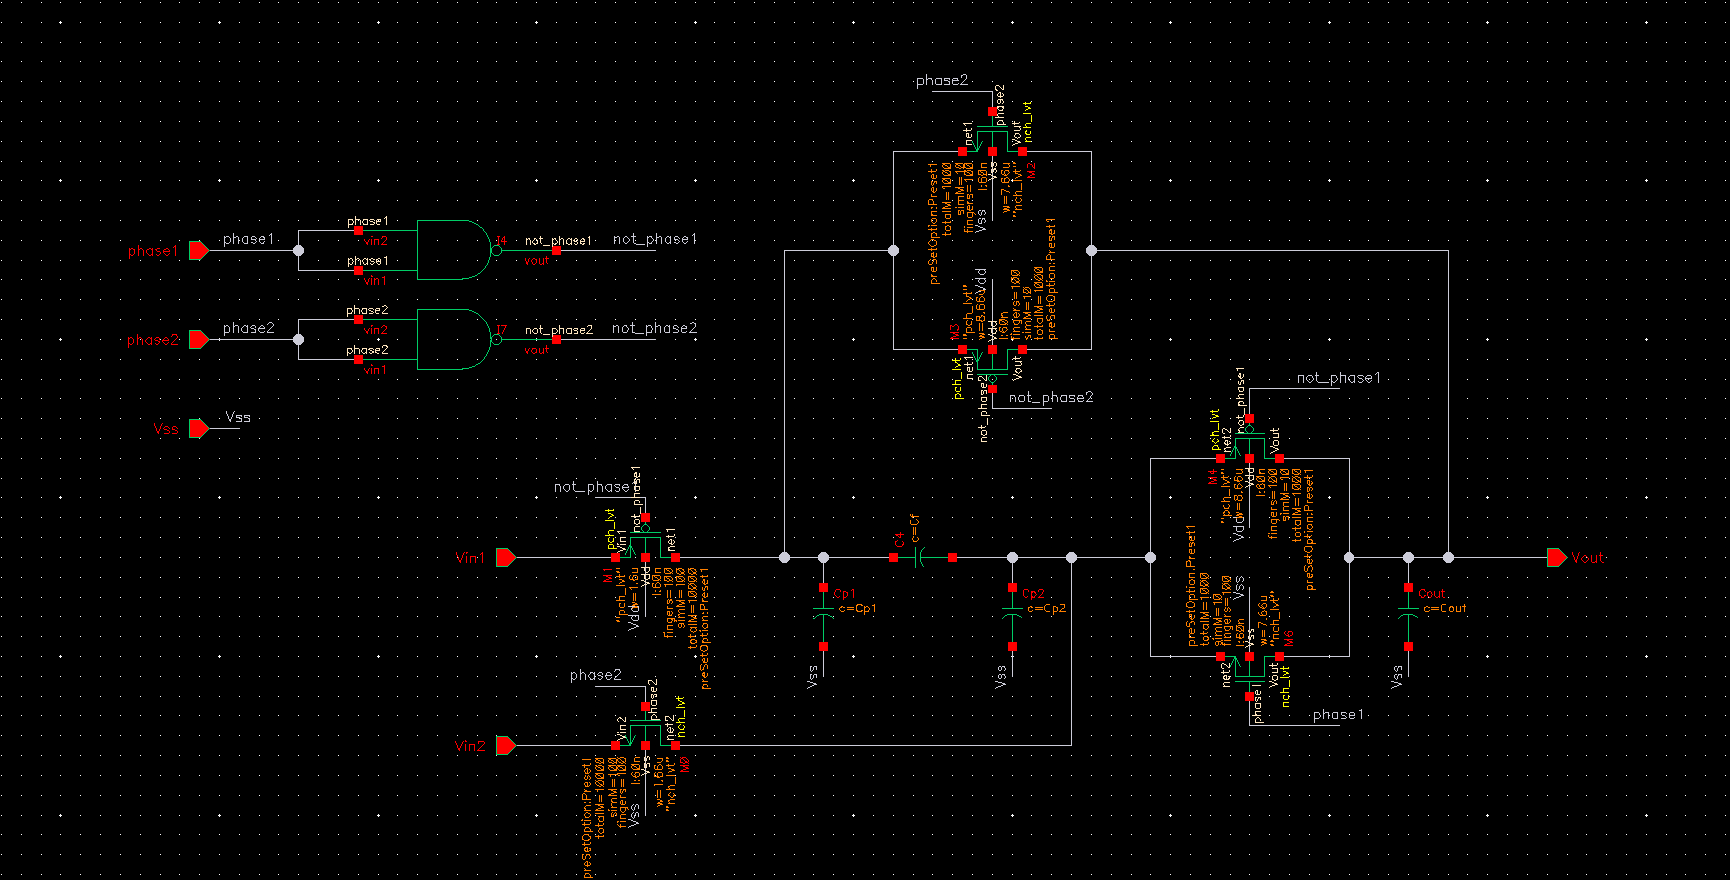 phase1
phase1
phase1
vin2
phase1
vin1
I4
not_phase1
vout
not_phase1
phase2
phase2
phase2
vin2
phase2
vin1
I7
not_phase2
vout
not_phase2
Vss
Vss
phase2
phase2
net1
Vout
nch_lvt
M2
preSetOption:Preset1
totalM=1000
simM=10
fingers=100
l:60n
Vss
w=7.66u
"nch_lvt"
Vss
M3
"pch_lvt"
w=8.66u
Vdd
Vdd
l:60n
fingers=100
simM=10
totalM=1000
preSetOption:Preset1
pch_lvt
net1
Vout
not_phase2
not_phase2
not_phase1
not_phase1
pch_lvt
Vin1
net1
Vin1
M1
"pch_lvt"
w=1.6u
Vdd
Vdd
l:60n
fingers=100
simM=100
totalM=10000
preSetOption:Preset1
phase2
phase2
Vin2
net2
nch_lvt
Vin2
M0
preSetOption:Preset1
totalM=10000
simM=100
fingers=100
l:60n
Vss
Vss
w=1.66u
"nch_lvt"
C4
c=Cf
Cp1
c=Cp1
Vss
Cp2
c=Cp2
Vss
not_phase1
not_phase1
pch_lvt
net2
Vout
M4
"pch_lvt"
w=8.66u
Vdd
Vdd
l:60n
fingers=100
simM=10
totalM=1000
preSetOption:Preset1
preSetOption:Preset1
totalM=1000
simM=10
fingers=100
l:60n
Vss
Vss
w=7.66u
"nch_lvt"
M6
net2
Vout
nch_lvt
phase1
phase1
Cout
c=Cout
Vss
Vout